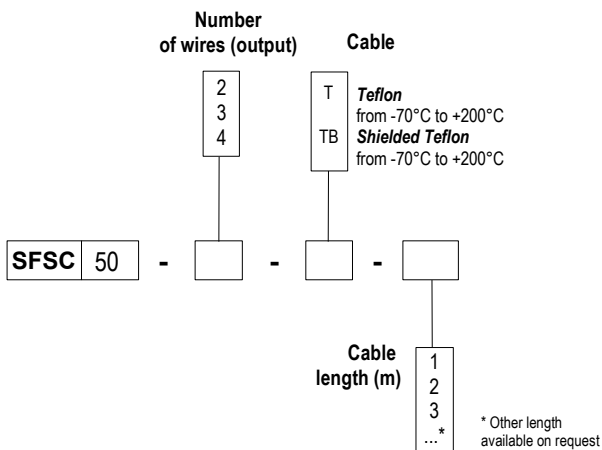 Number
of wires (output)
Cable
2
3
4
T Teflon
from -70°C to +200°C
TB Shielded Teflon
from -70°C to +200°C
SFSC 50 - - -
Cable
length (m)
1
2
3
...*
* Other length
available on request